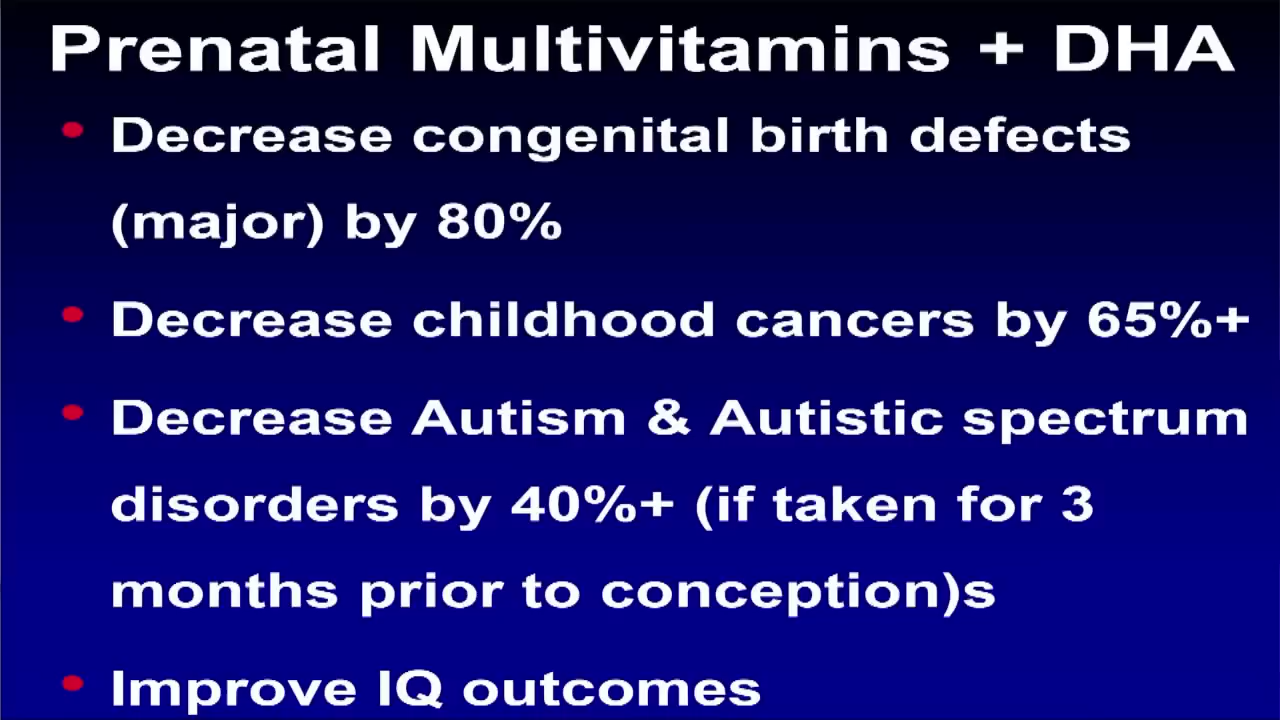 Prenatal Multivitamins + DHA
• Decrease congenital birth defects
(major) by 80%
• Decrease childhood cancers by 65%+
• Decrease Autism & Autistic spectrum
disorders by 40%+ (if taken for 3
months prior to conception)s
• Improve IQ outcomes